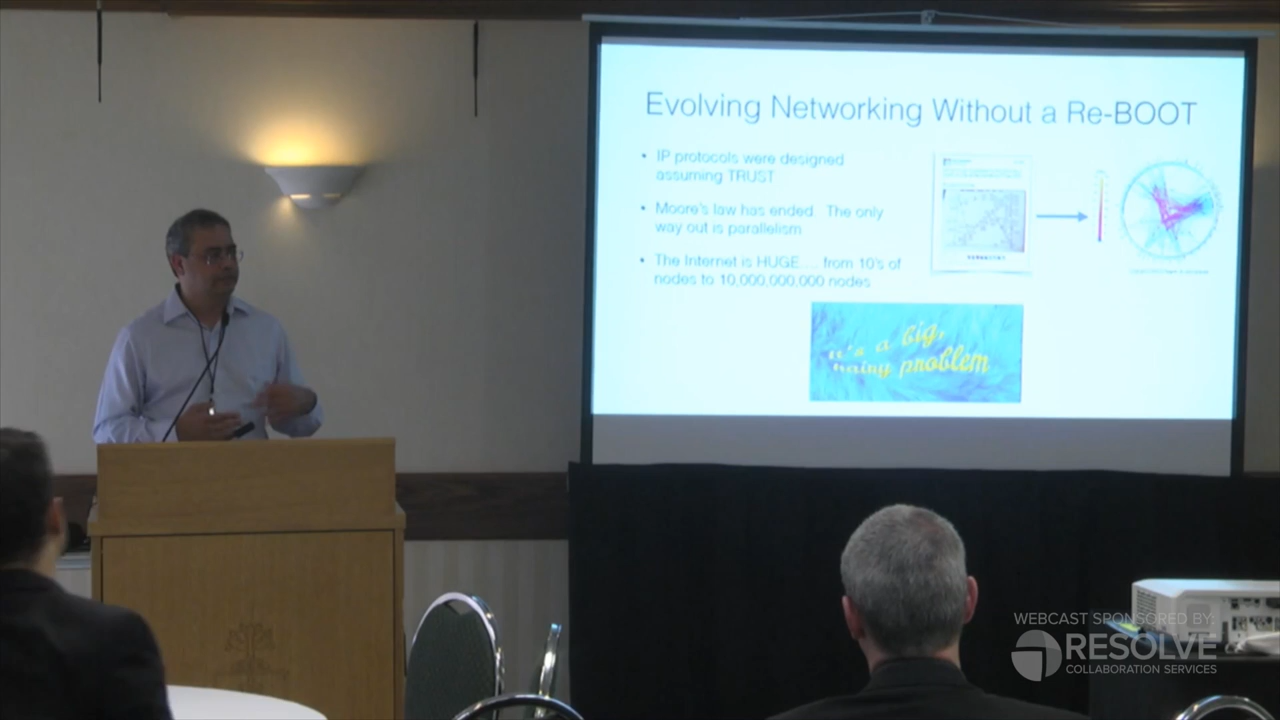 Evolving Networking Without a Re-BOOT
• IP protocols were designed
assuming TRUST
• Moore's law has ended. The only
way out is parallelism
• The Internet is HUGE.... from 10's of
nodes to 10,000,000,000 nodes
it's a big,
hairy problem
WEBCAST SPONSORED BY:
RESOLVE
COLLABORATION SERVICES